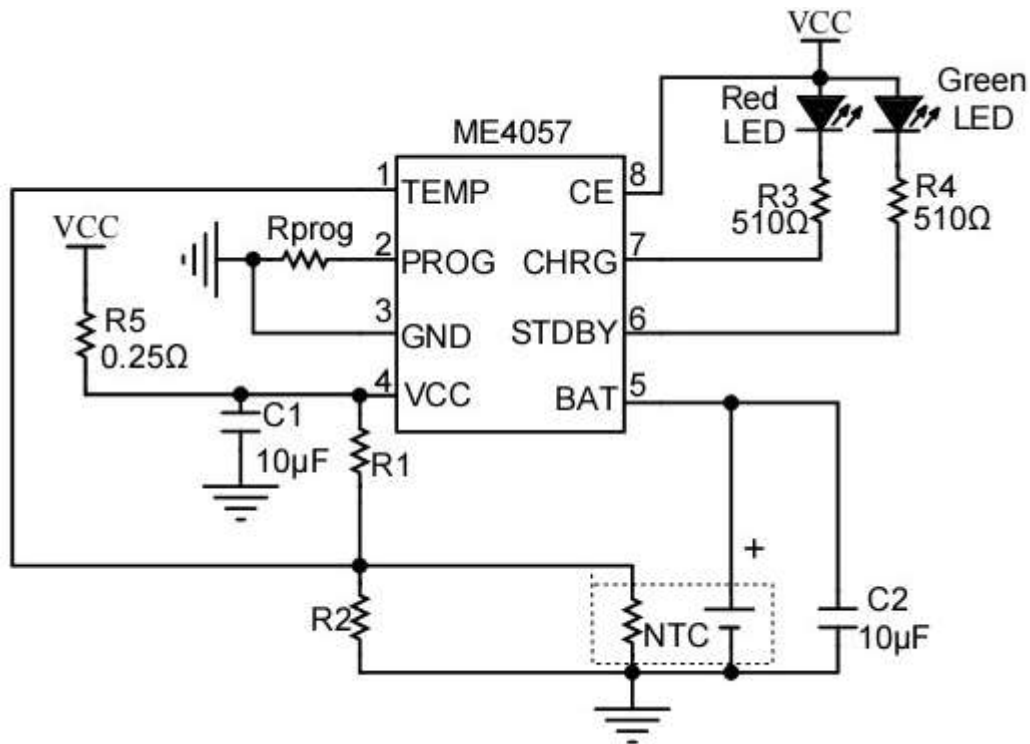 VCC
Red
LED
Green
LED
ME4057
1
TEMP
CE
8
R3
510Ω
R4
510Ω
VCC
Rprog
2
PROG
CHRG
7
R5
0.25Ω
3
GND
STDBY
6
4
VCC
BAT
5
C1
10μF
R1
+
R2
NTC
C2
10μF